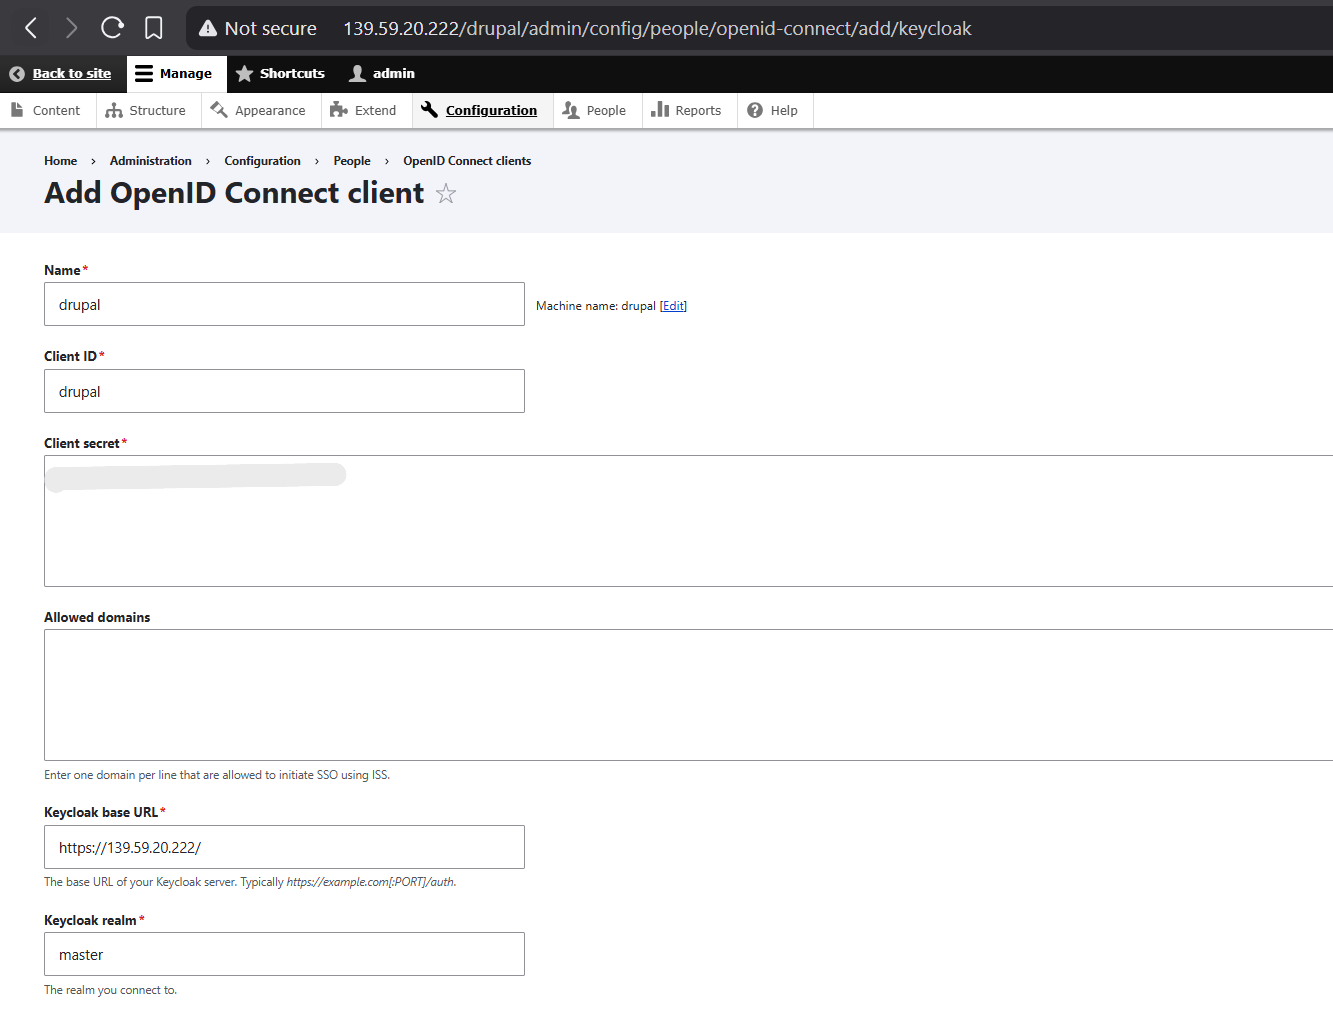 Not secure 139.59.20.222/drupal/admin/config/people/openid-connect/add/keycloak
Back to site Manage Shortcuts admin
Content Structure Appearance Extend Configuration People Reports Help
Home › Administration › Configuration › People › OpenID Connect clients
Add OpenID Connect client
Name*
drupal
Machine name: drupal [Edit]
Client ID*
drupal
Client secret*
Allowed domains
Enter one domain per line that are allowed to initiate SSO using ISS.
Keycloak base URL*
https://139.59.20.222/
The base URL of your Keycloak server. Typically https://example.com[:PORT]/auth.
Keycloak realm*
master
The realm you connect to.